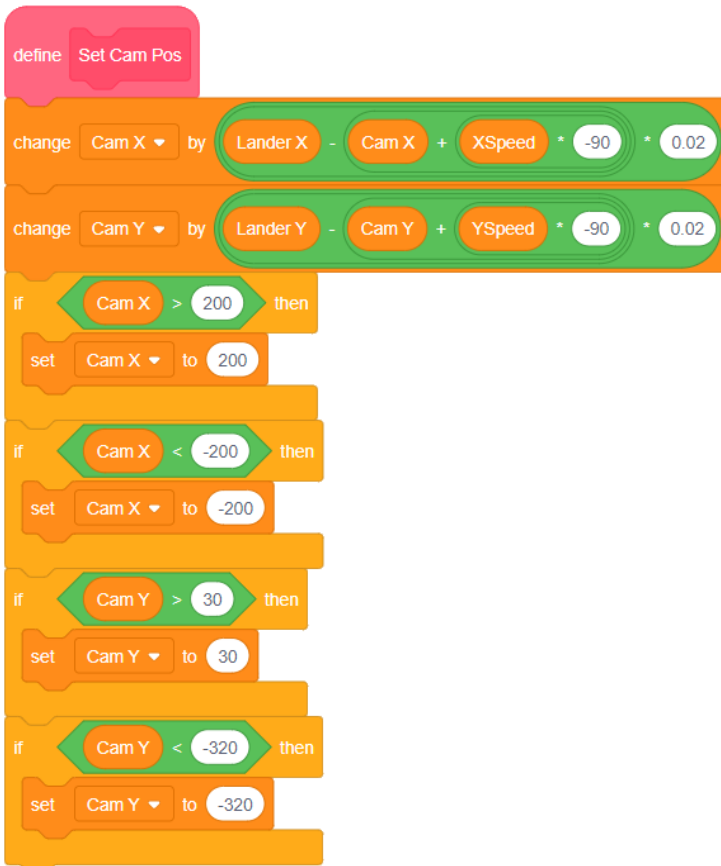 define Set Cam Pos
change Cam X by Lander X - Cam X + XSpeed * -90 * 0.02
change Cam Y by Lander Y - Cam Y + YSpeed * -90 * 0.02
if Cam X > 200 then
set Cam X to 200
if Cam X < -200 then
set Cam X to -200
if Cam Y > 30 then
set Cam Y to 30
if Cam Y < -320 then
set Cam Y to -320